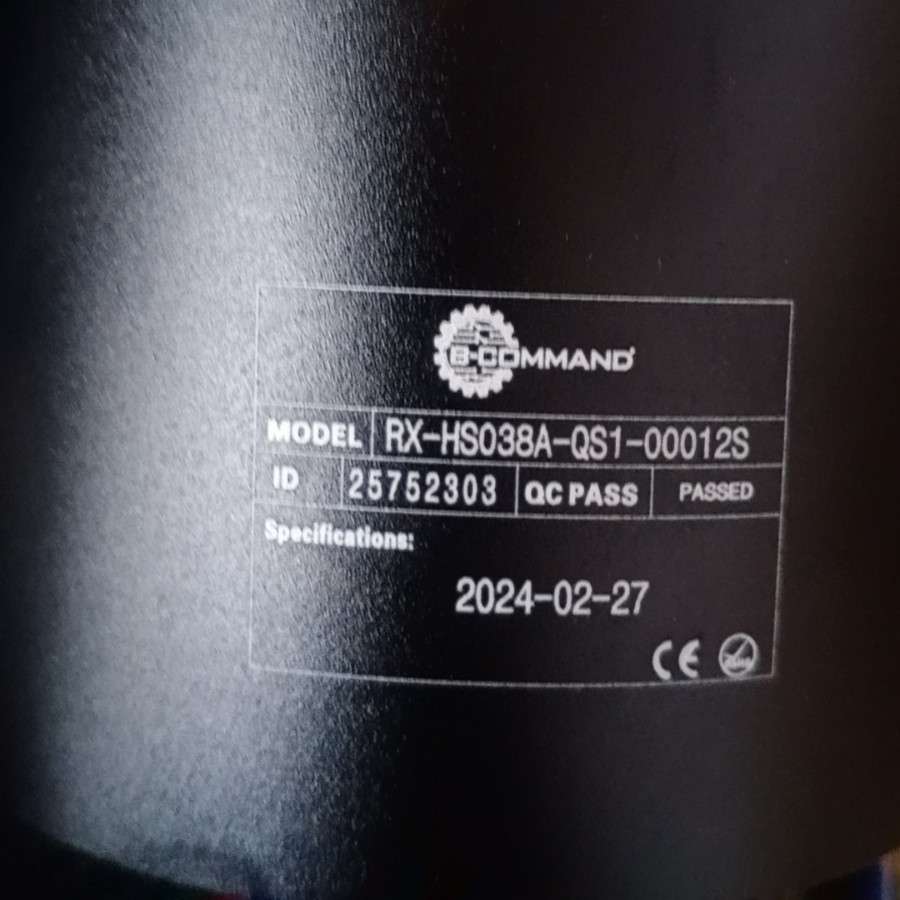 B-COMMAND
MODEL RX-HS038A-QS1-00012S
ID 25752303 QC PASS PASSED
Specifications:
2024-02-27
CE